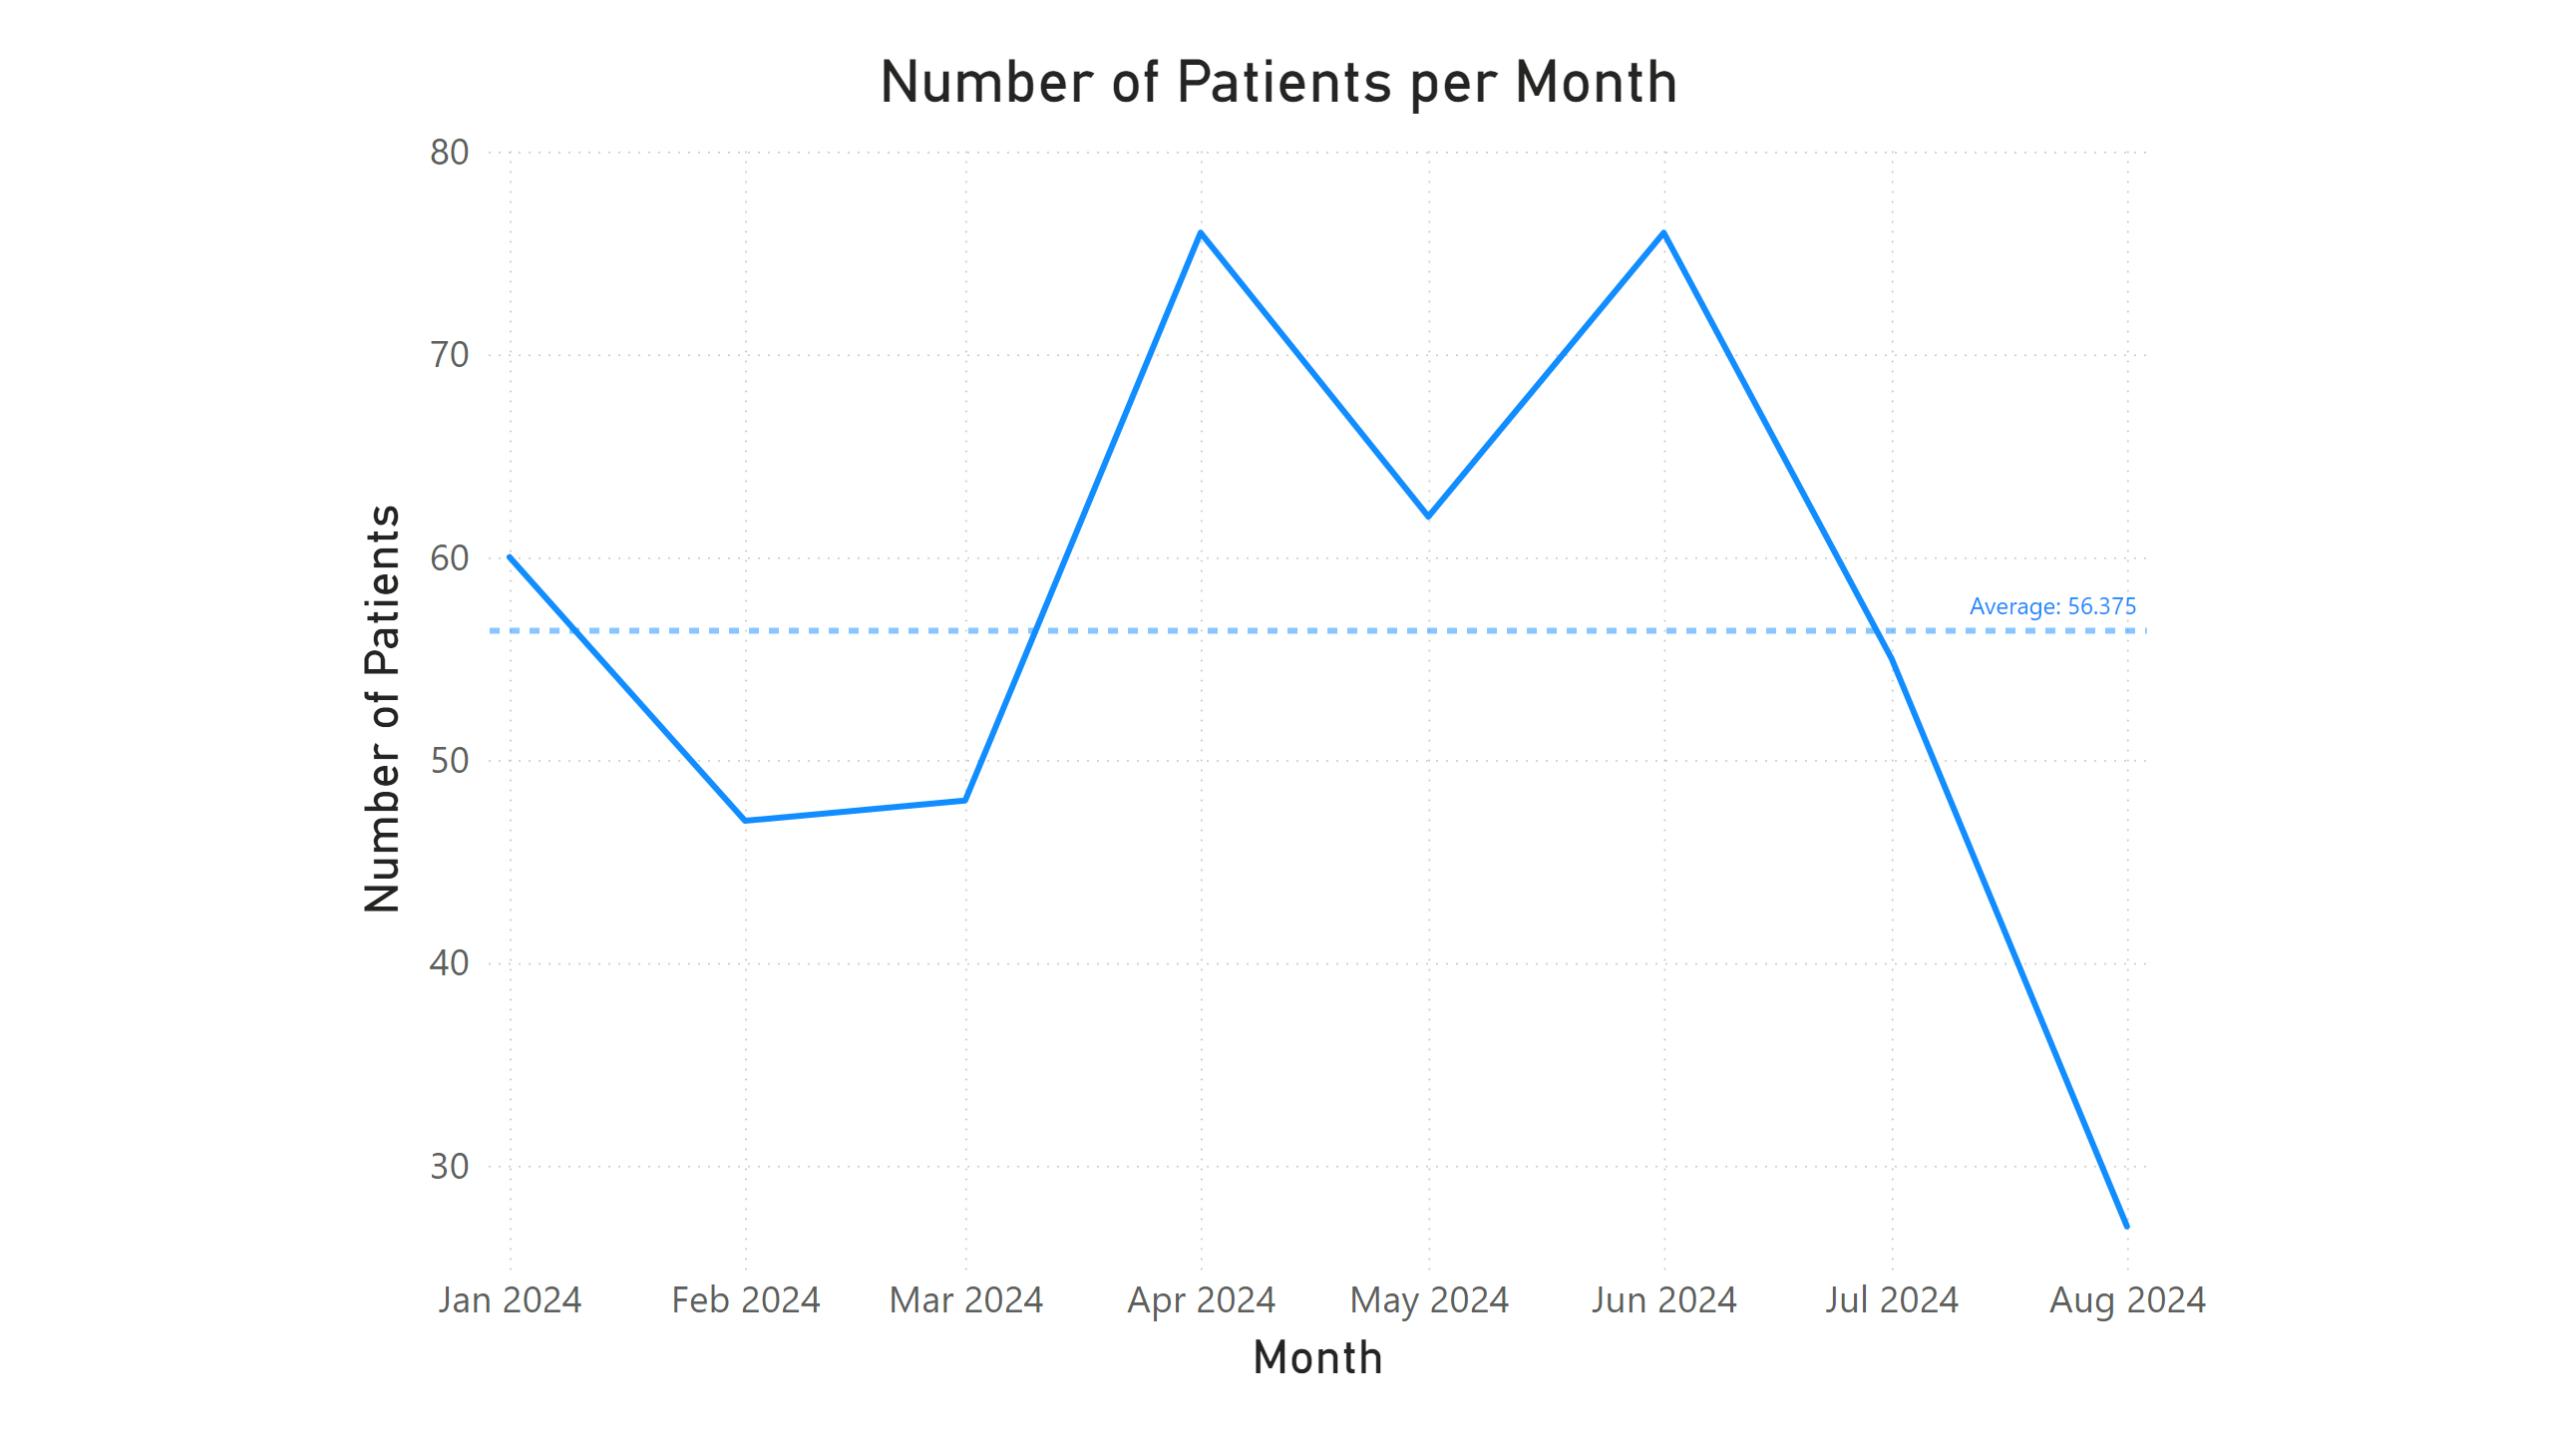 Number of Patients per Month
Number of Patients
80
70
60
50
40
30
Average: 56.375
Jan 2024 Feb 2024 Mar 2024 Apr 2024 May 2024 Jun 2024 Jul 2024 Aug 2024
Month